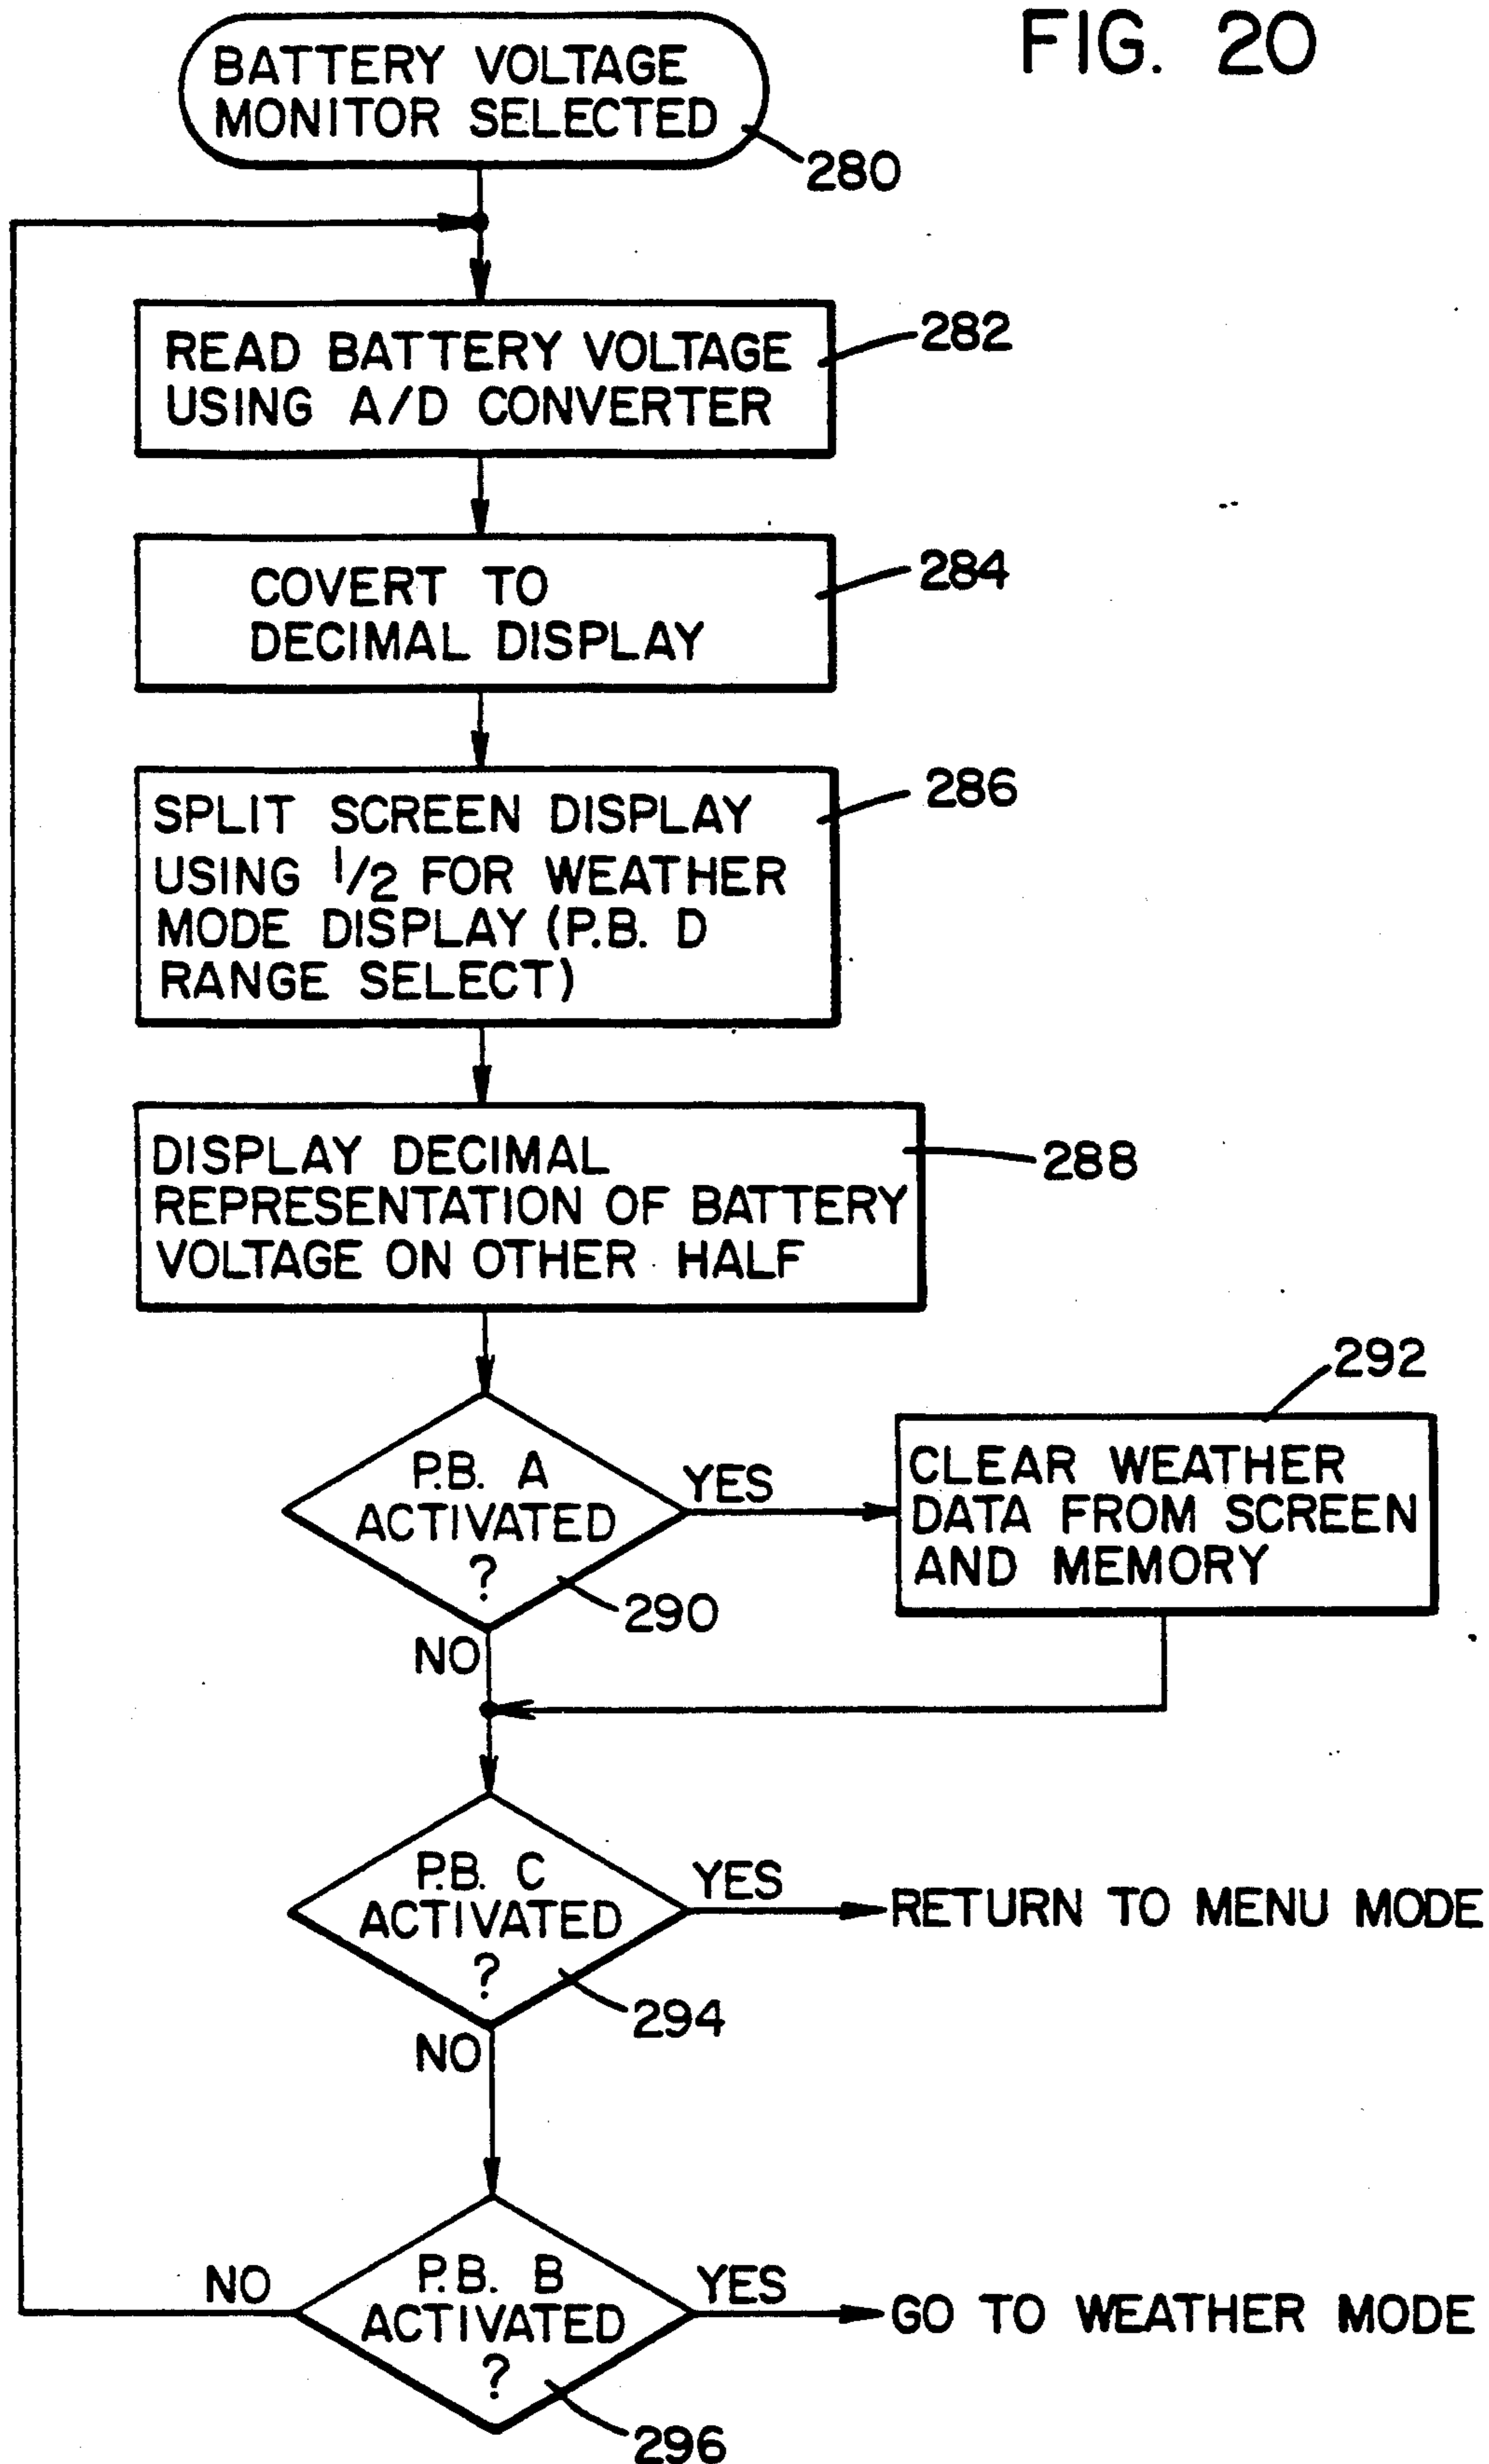 FIG. 20
BATTERY VOLTAGE
MONITOR SELECTED
280
READ BATTERY VOLTAGE
USING A/D CONVERTER
282
COVERT TO
DECIMAL DISPLAY
284
SPLIT SCREEN DISPLAY
USING 1/2 FOR WEATHER
MODE DISPLAY (P.B. D
RANGE SELECT)
286
DISPLAY DECIMAL
REPRESENTATION OF BATTERY
VOLTAGE ON OTHER HALF
288
P.B. A
ACTIVATED
?
290
YES
NO
292
CLEAR WEATHER
DATA FROM SCREEN
AND MEMORY
P.B. C
ACTIVATED
?
294
YES
RETURN TO MENU MODE
NO
P.B. B
ACTIVATED
?
296
NO
YES
GO TO WEATHER MODE